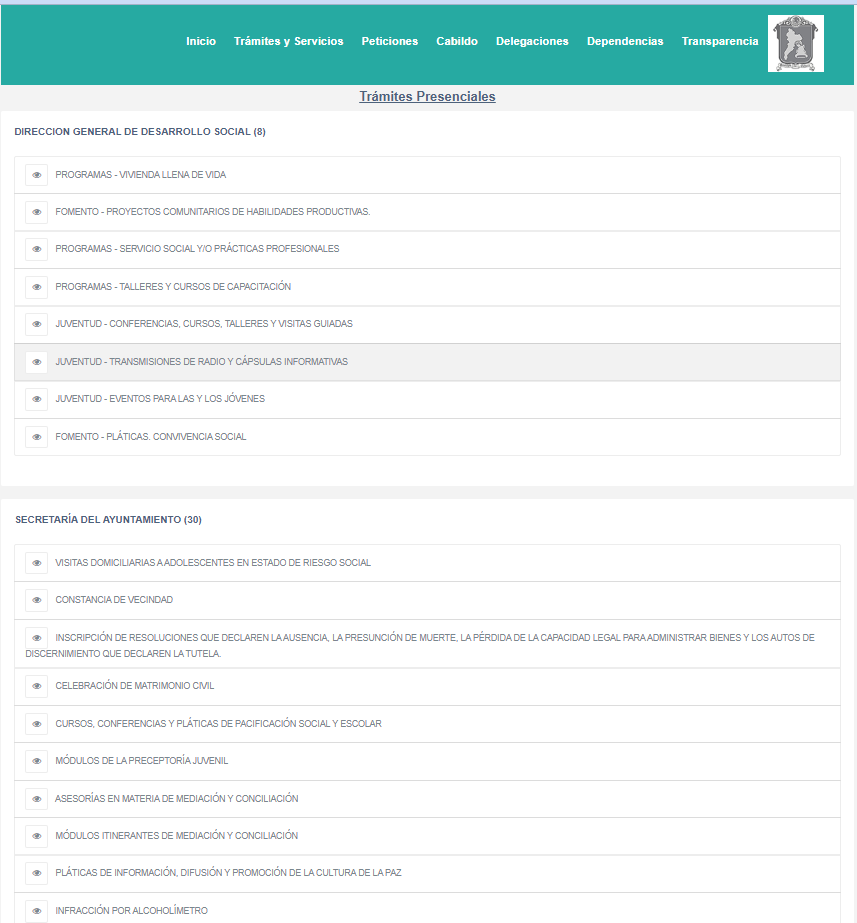 Inicio Trámites y Servicios Peticiones Cabildo Delegaciones Dependencias Transparencia
Trámites Presenciales
DIRECCION GENERAL DE DESARROLLO SOCIAL (8)
PROGRAMAS - VIVIENDA LLENA DE VIDA
FOMENTO - PROYECTOS COMUNITARIOS DE HABILIDADES PRODUCTIVAS.
PROGRAMAS - SERVICIO SOCIAL Y/O PRÁCTICAS PROFESIONALES
PROGRAMAS - TALLERES Y CURSOS DE CAPACITACIÓN
JUVENTUD - CONFERENCIAS, CURSOS, TALLERES Y VISITAS GUIADAS
JUVENTUD - TRANSMISIONES DE RADIO Y CÁPSULAS INFORMATIVAS
JUVENTUD - EVENTOS PARA LAS Y LOS JÓVENES
FOMENTO - PLÁTICAS. CONVIVENCIA SOCIAL
SECRETARÍA DEL AYUNTAMIENTO (30)
VISITAS DOMICILIARIAS A ADOLESCENTES EN ESTADO DE RIESGO SOCIAL
CONSTANCIA DE VECINDAD
INSCRIPCIÓN DE RESOLUCIONES QUE DECLAREN LA AUSENCIA, LA PRESUNCIÓN DE MUERTE, LA PÉRDIDA DE LA CAPACIDAD LEGAL PARA ADMINISTRAR BIENES Y LOS AUTOS DE
DISCERNIMIENTO QUE DECLAREN LA TUTELA.
CELEBRACIÓN DE MATRIMONIO CIVIL
CURSOS, CONFERENCIAS Y PLÁTICAS DE PACIFICACIÓN SOCIAL Y ESCOLAR
MÓDULOS DE LA PRECEPTORÍA JUVENIL
ASESORÍAS EN MATERIA DE MEDIACIÓN Y CONCILIACIÓN
MÓDULOS ITINERANTES DE MEDIACIÓN Y CONCILIACIÓN
PLÁTICAS DE INFORMACIÓN, DIFUSIÓN Y PROMOCIÓN DE LA CULTURA DE LA PAZ
INFRACCIÓN POR ALCOHOLÍMETRO